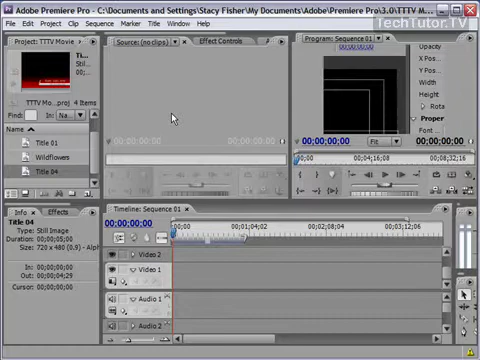 Adobe Premiere Pro - C:\Documents and Settings\Stacy Fisher\My Documents\Adobe\Premiere Pro\3.0\TTTV M...
TechTutor.TV
File Edit Project Clip Sequence Marker Title Window Help
Project: TTTV Movie
Source: (no clips)
Effect Controls
Program: Sequence 01
Ti...
Still
00;
TTTV M...proj 4 Items
Find: In: Na...
Name
Title 01
Wildflowers
Title 04
00;00;00;00
00;00;00;00
00;00;00;00
Opacity
X Pos...
Y Pos...
Width
Height
Rota
Proper
Font ...
00;00;00;00
Fit
00;00;00;00
00;00
04;16;08
08;32;16
Info
Effects
Title 04
Type: Still Image
Duration: 00;00;05;00
Size: 720 x 480 (0.9) - Alph
In: 00;00;00;00
Out: 00;00;04;29
Timeline: Sequence 01
00;00;00;00
00;00
00;01;04;02
00;02;08;04
00;03;12;06
Video 2
Video 1
Audio 1
Audio 2